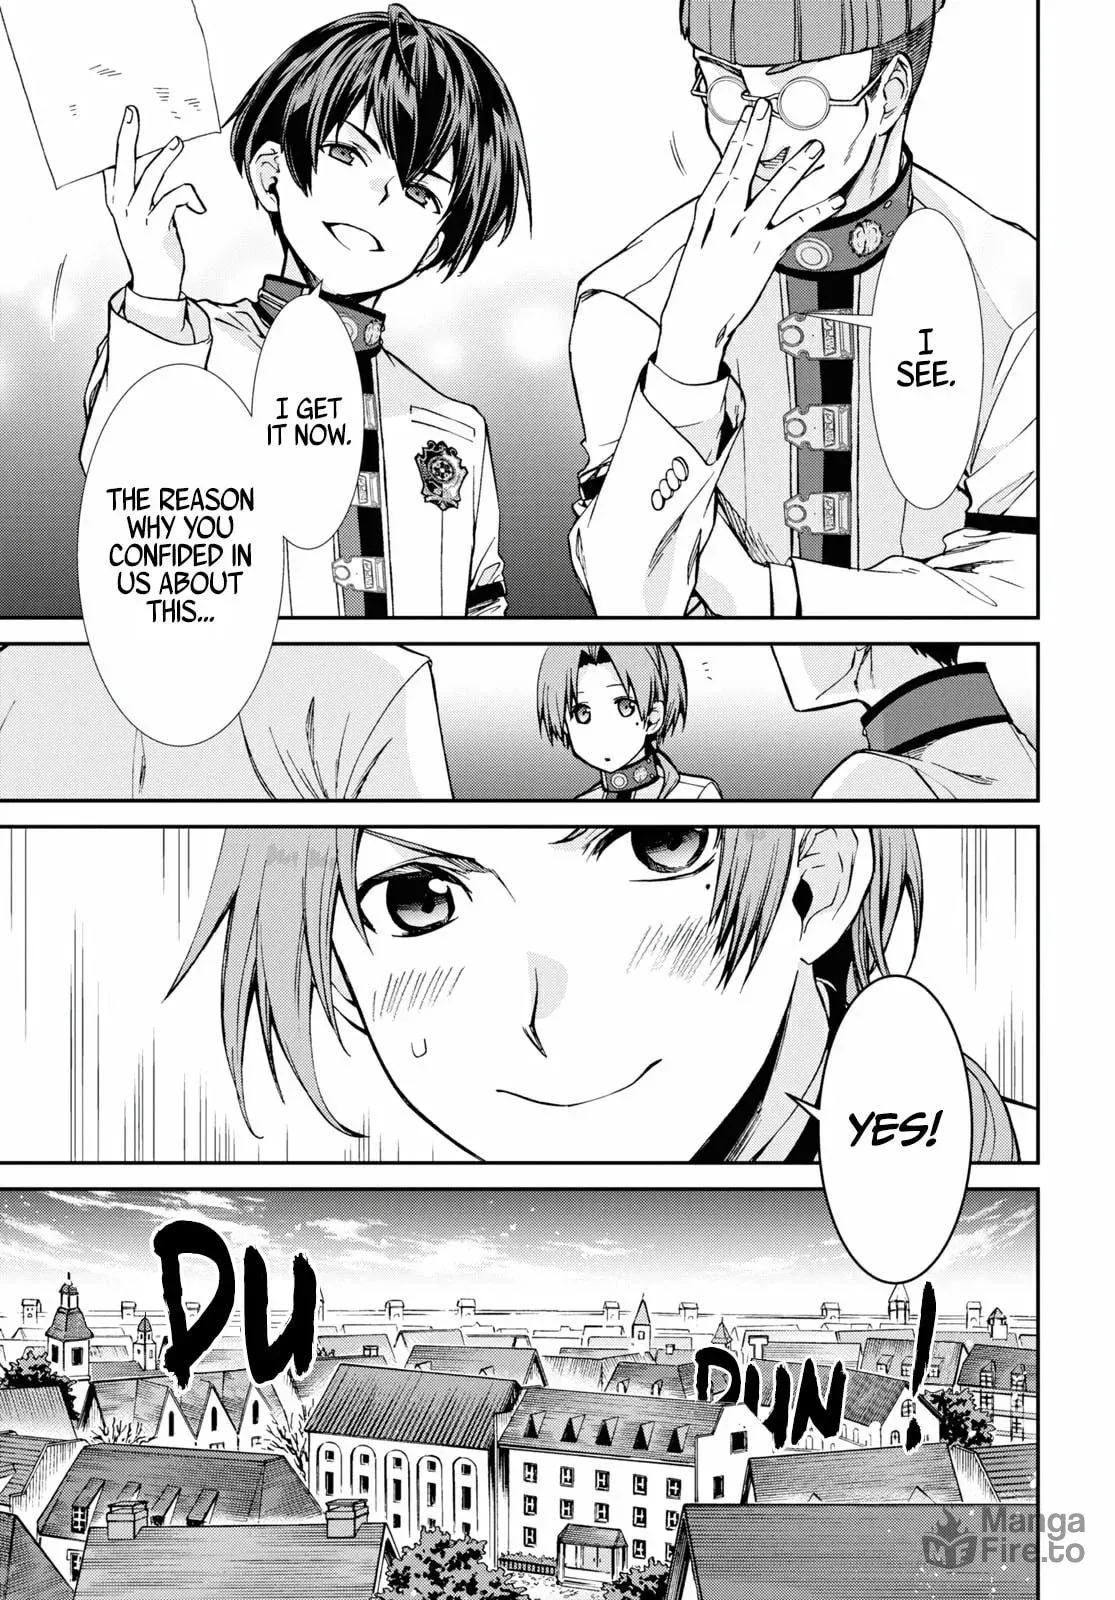 I
SEE.
I GET
IT NOW.
THE REASON
WHY YOU
CONFIDED IN
US ABOUT
THIS...
YES!
DU
DUN!
Manga
Fire.to